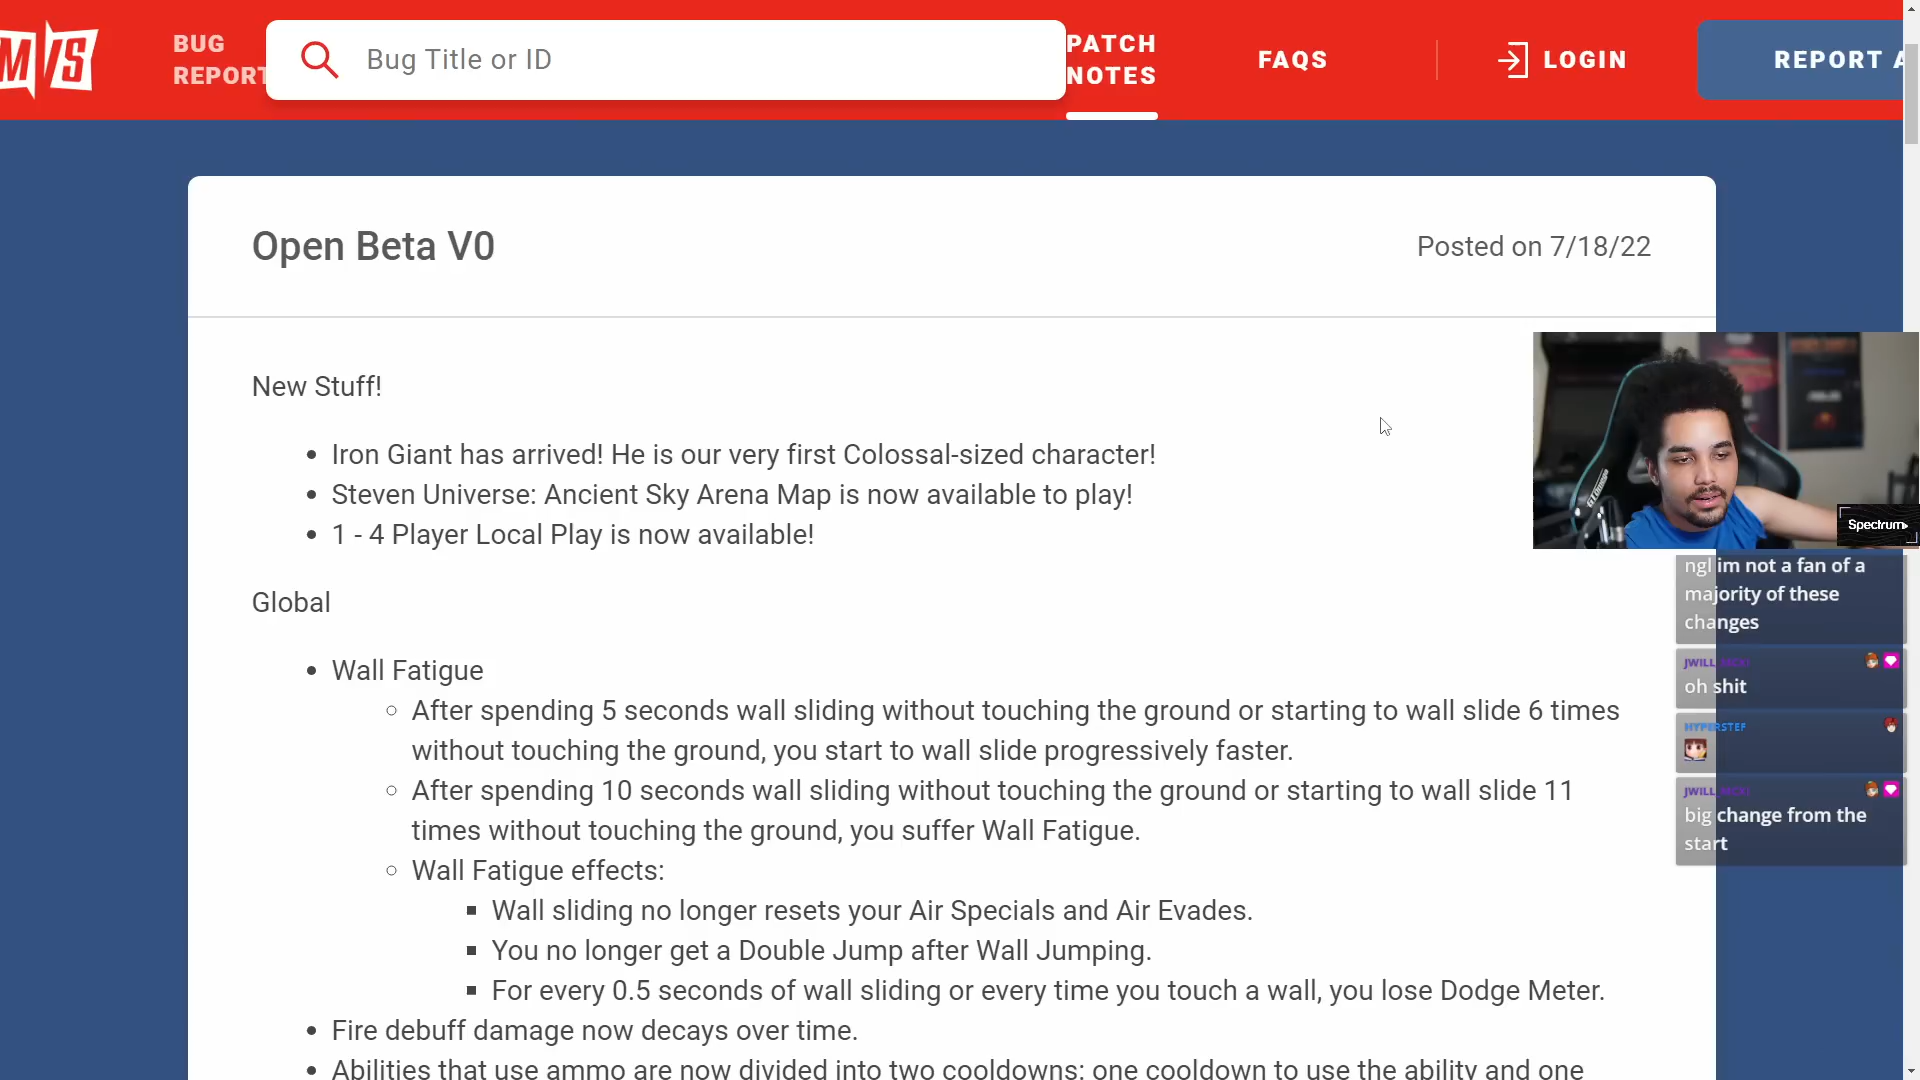 M/S
BUG
REPORT
Bug Title or ID
PATCH
NOTES
FAQS
LOGIN
REPORT A
Open Beta V0
Posted on 7/18/22
New Stuff!
• Iron Giant has arrived! He is our very first Colossal-sized character!
• Steven Universe: Ancient Sky Arena Map is now available to play!
• 1 - 4 Player Local Play is now available!
Global
• Wall Fatigue
○ After spending 5 seconds wall sliding without touching the ground or starting to wall slide 6 times
without touching the ground, you start to wall slide progressively faster.
○ After spending 10 seconds wall sliding without touching the ground or starting to wall slide 11
times without touching the ground, you suffer Wall Fatigue.
○ Wall Fatigue effects:
▪ Wall sliding no longer resets your Air Specials and Air Evades.
▪ You no longer get a Double Jump after Wall Jumping.
▪ For every 0.5 seconds of wall sliding or every time you touch a wall, you lose Dodge Meter.
• Fire debuff damage now decays over time.
• Abilities that use ammo are now divided into two cooldowns: one cooldown to use the ability and one
Spectrum
ngl im not a fan of a
majority of these
changes
oh shit
HYPERSTEF
big change from the
start